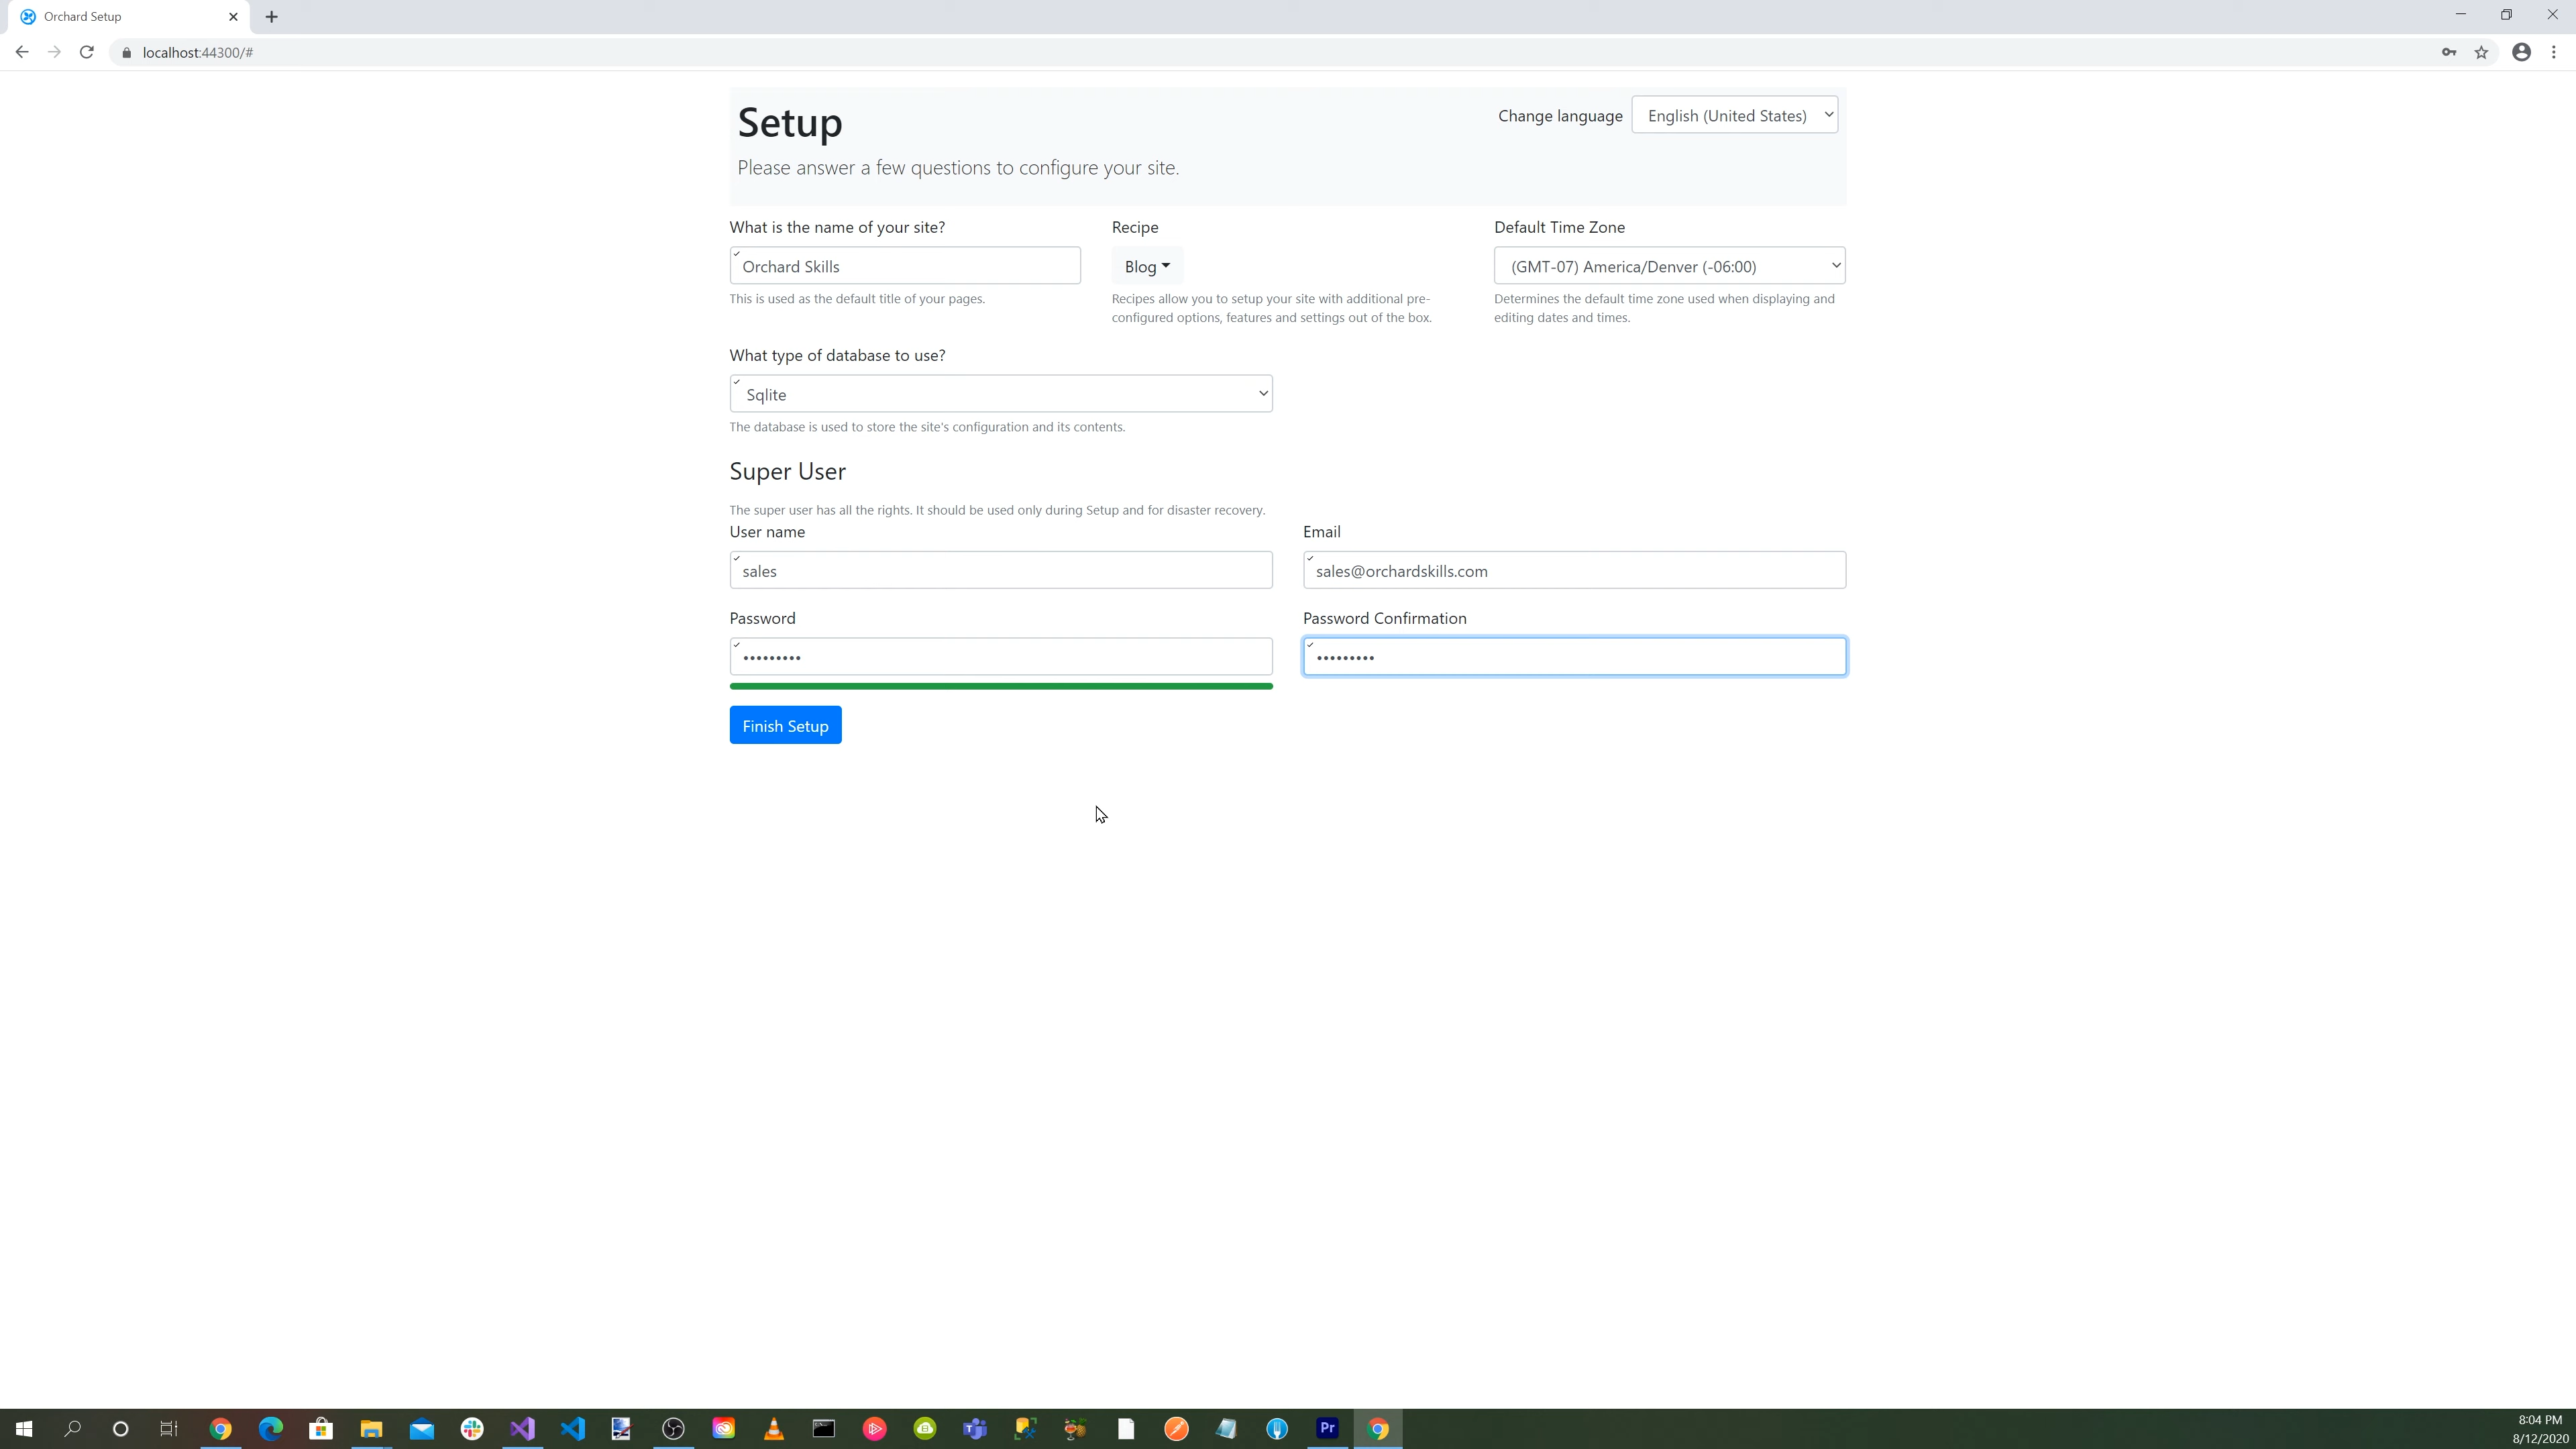 Orchard Setup
localhost:44300/#
Setup
Change language
English (United States)
Please answer a few questions to configure your site.
What is the name of your site?
Recipe
Default Time Zone
Orchard Skills
Blog
(GMT-07) America/Denver (-06:00)
This is used as the default title of your pages.
Recipes allow you to setup your site with additional pre-
configured options, features and settings out of the box.
Determines the default time zone used when displaying and
editing dates and times.
What type of database to use?
Sqlite
The database is used to store the site's configuration and its contents.
Super User
The super user has all the rights. It should be used only during Setup and for disaster recovery.
User name
Email
sales
sales@orchardskills.com
Password
Password Confirmation
•••••••••
•••••••••
Finish Setup
Pr
8:04 PM
8/12/2020